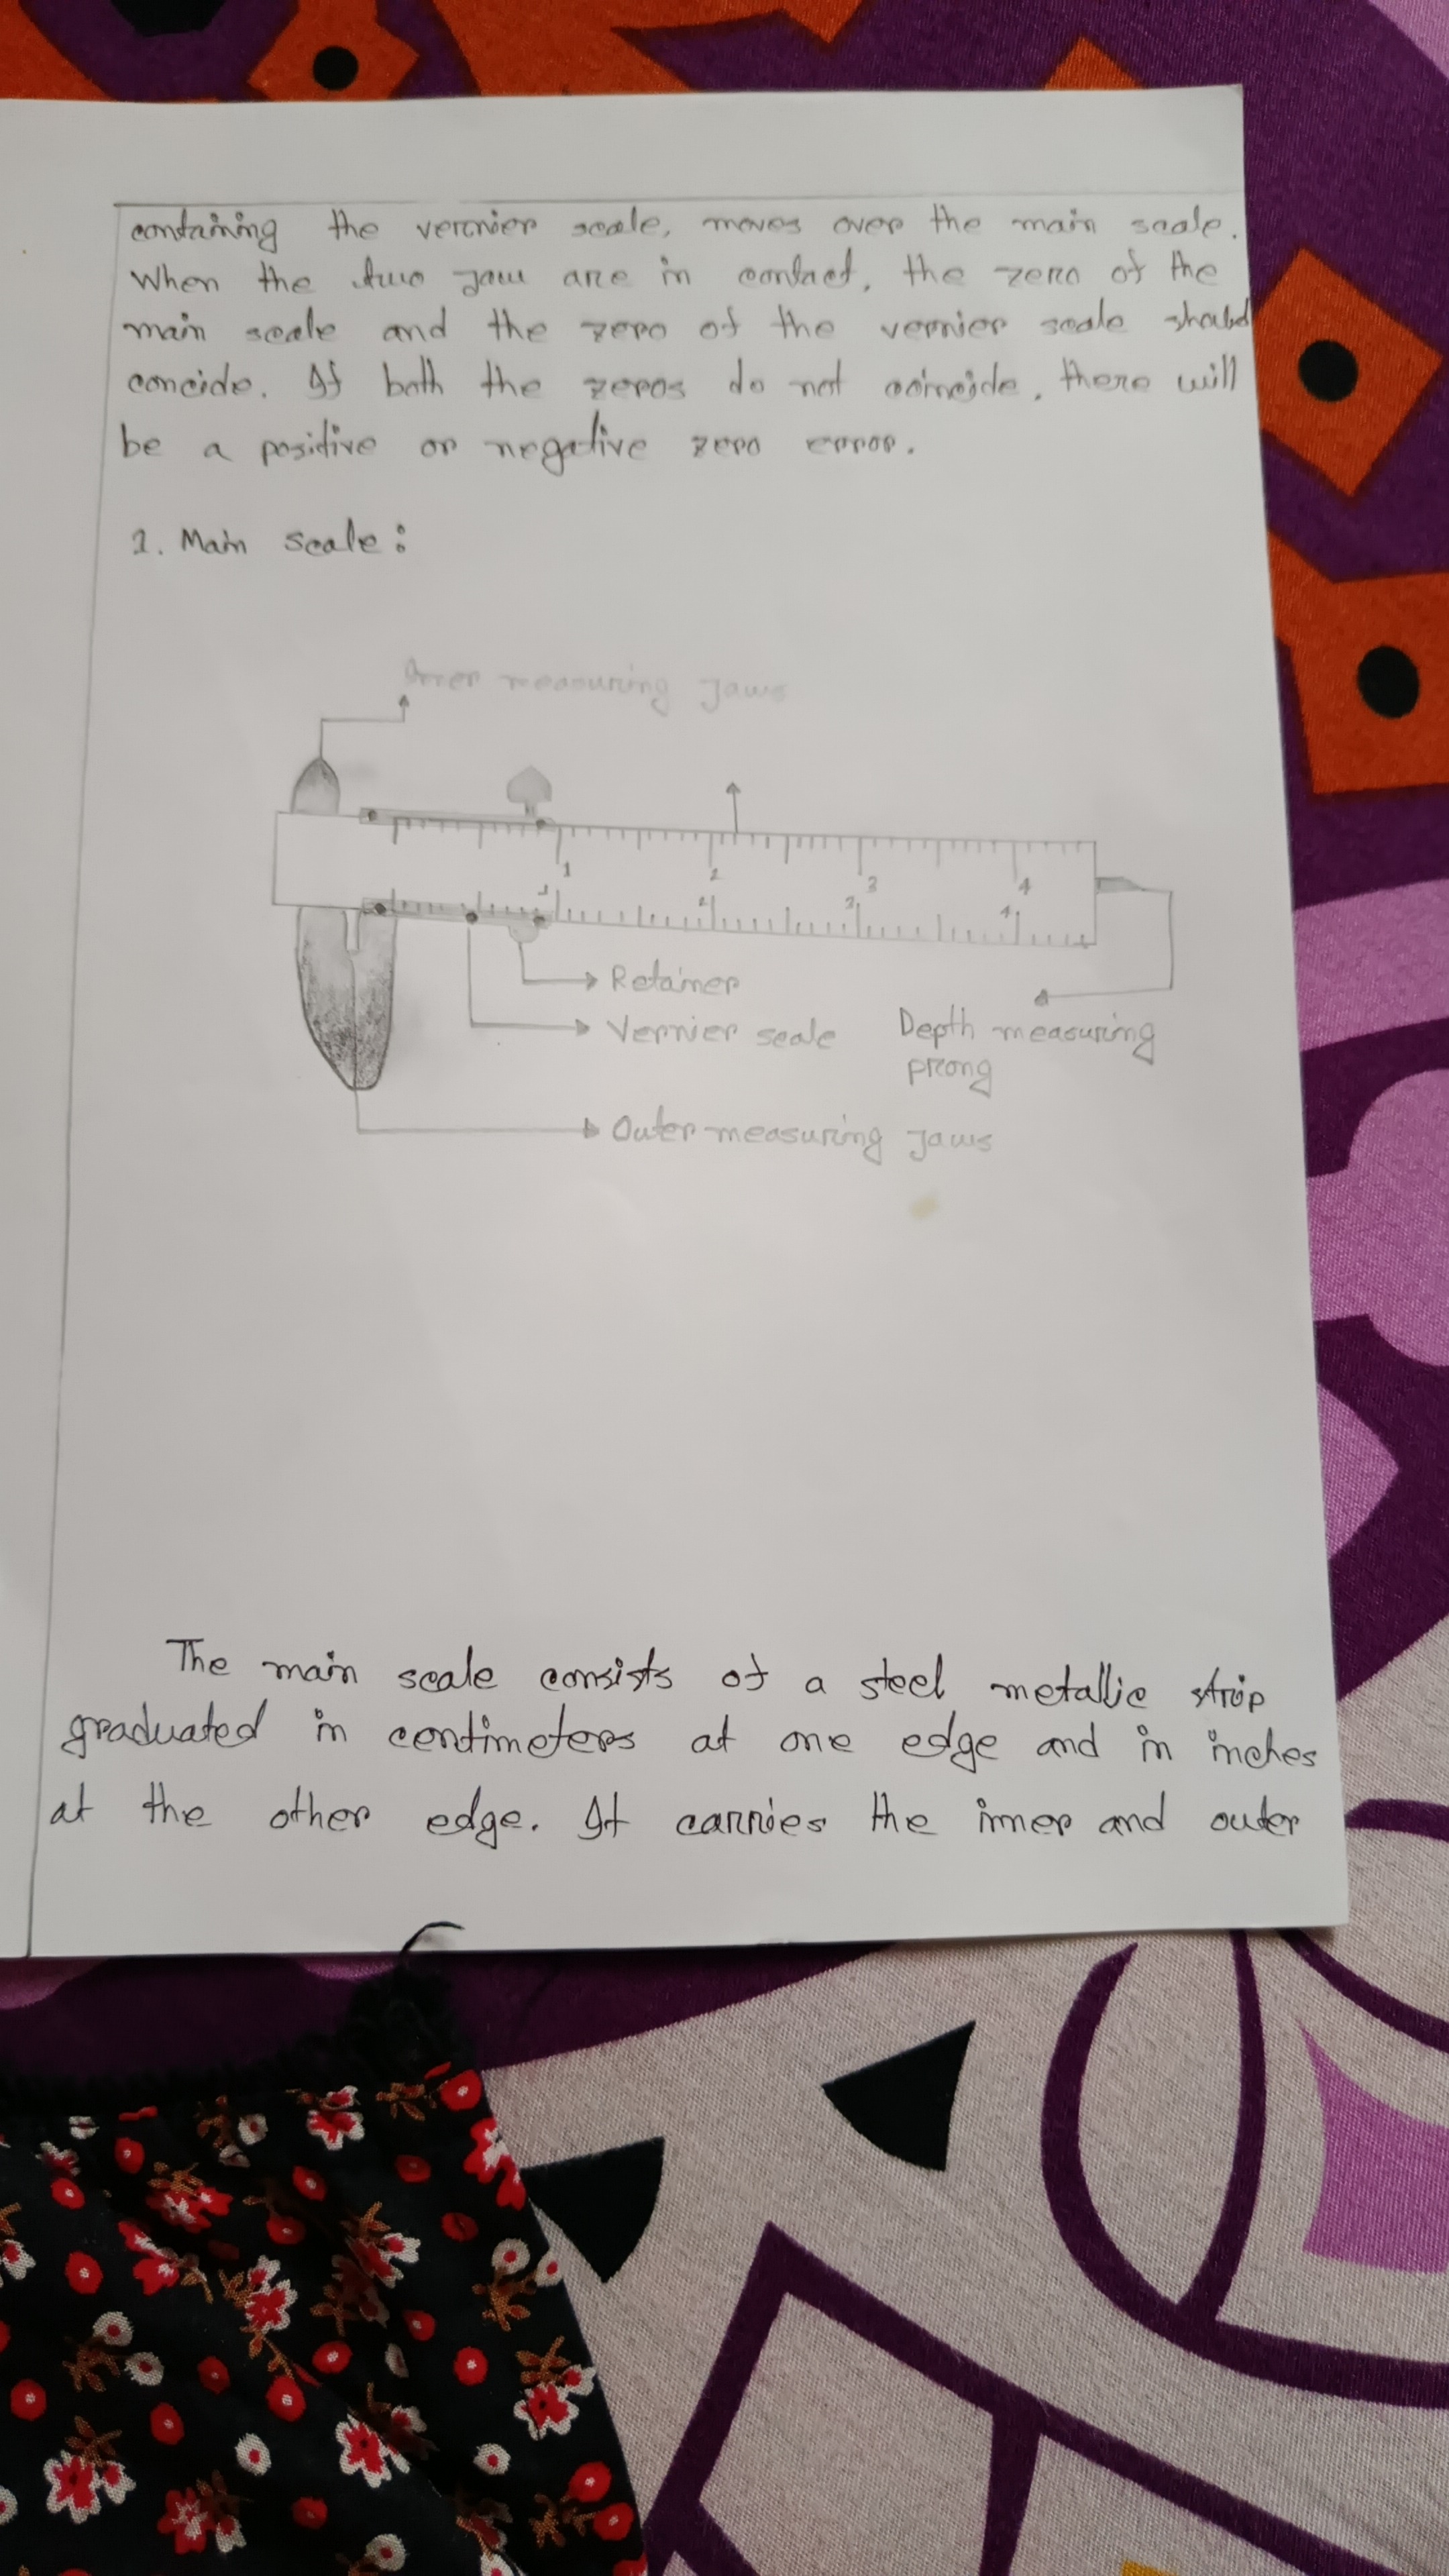 containing the vernier scale, moves over the main scale.
When the two jaw are in contact, the zero of the
main scale and the zero of the vernier scale should
concide. If both the zeros do not coincide, there will
be a positive or negative zero error.
1. Main scale:
Inner measuring Jaws
1 2 3 4
1 2 3 4
Retainer
Vernier scale
Depth measuring
prong
Outer measuring Jaws
The main scale consists of a steel metallic strip
graduated in centimeters at one edge and in inches
at the other edge. It carries the inner and outer